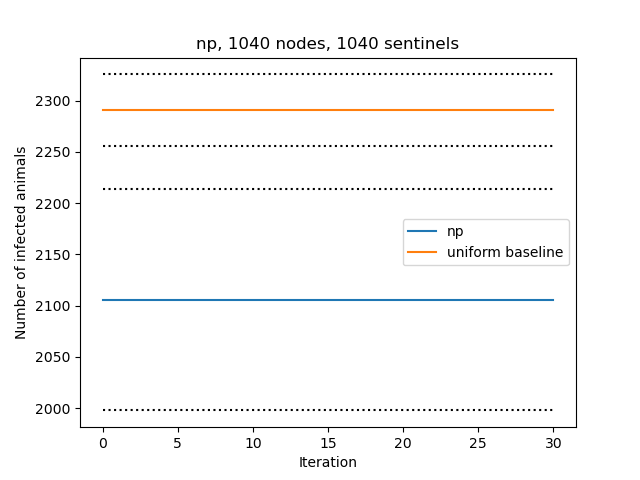 np, 1040 nodes, 1040 sentinels
Number of infected animals
2300
2250
2200
2150
2100
2050
2000
np
uniform baseline
0 5 10 15 20 25 30
Iteration